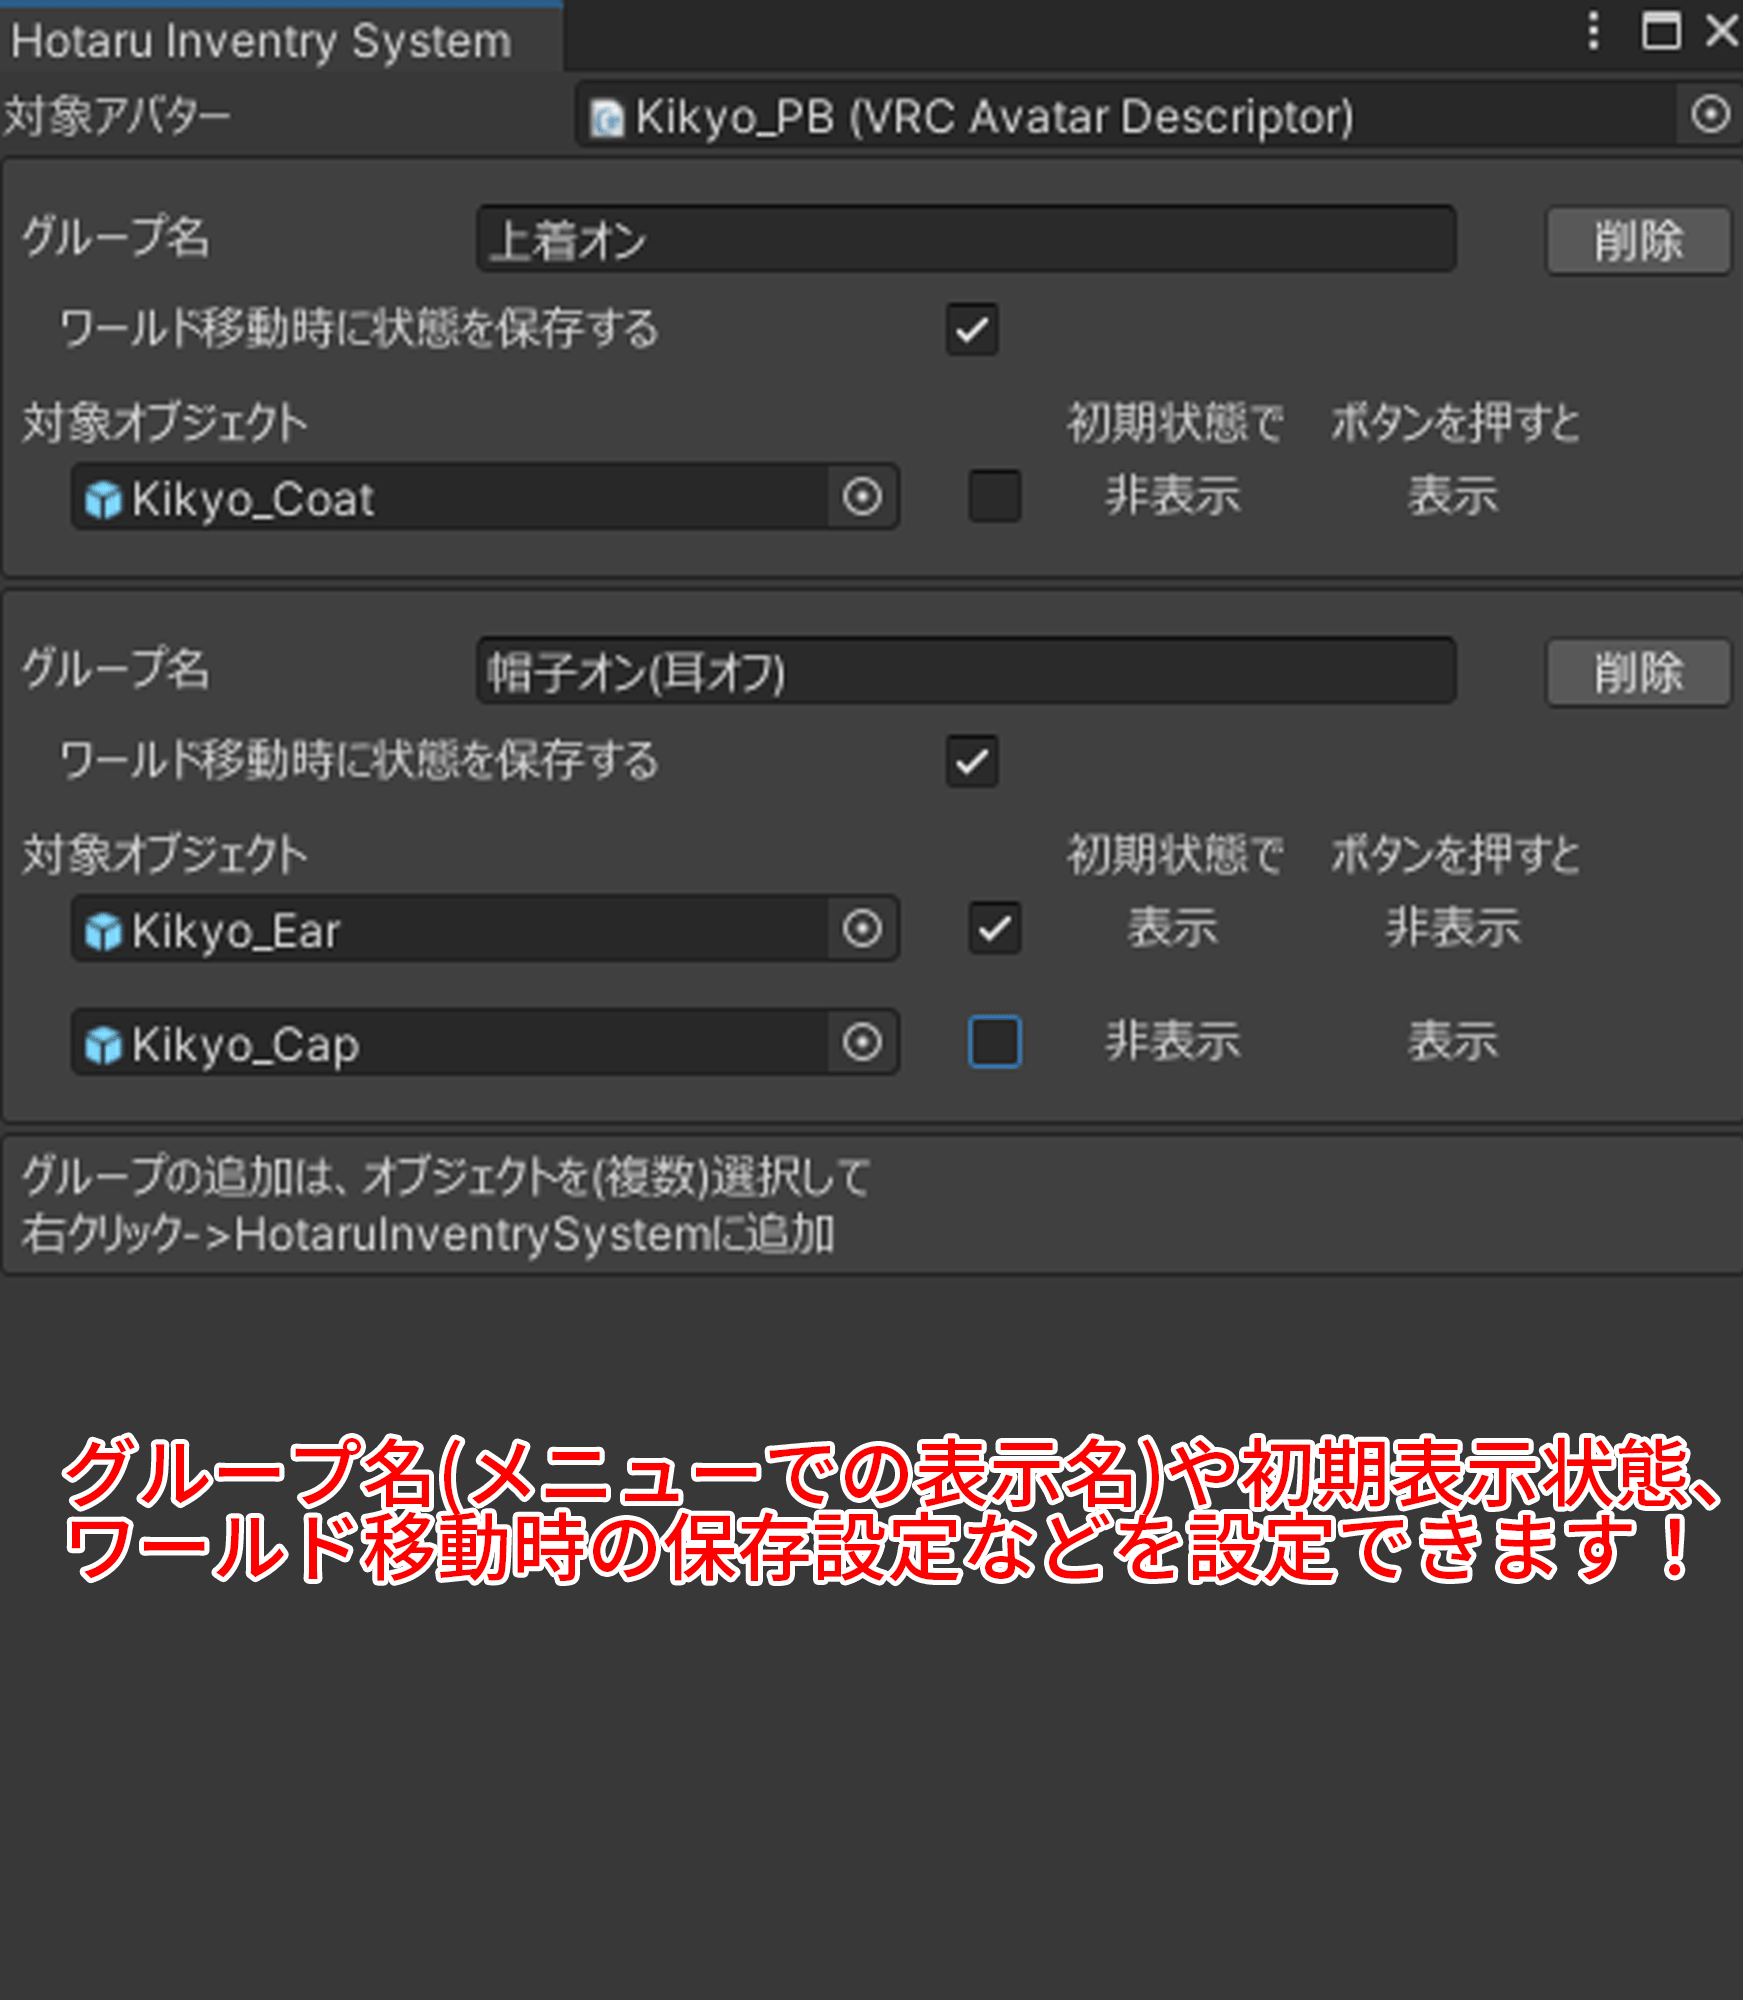 Hotaru Inventry System
対象アバター Kikyo_PB (VRC Avatar Descriptor)
グループ名 上着オン 削除
ワールド移動時に状態を保存する
対象オブジェクト 初期状態で ボタンを押すと
Kikyo_Coat 非表示 表示
グループ名 帽子オン(耳オフ) 削除
ワールド移動時に状態を保存する
対象オブジェクト 初期状態で ボタンを押すと
Kikyo_Ear 表示 非表示
Kikyo_Cap 非表示 表示
グループの追加は、オブジェクトを(複数)選択して
右クリック->HotaruInventrySystemに追加
グループ名(メニューでの表示名)や初期表示状態、
ワールド移動時の保存設定などを設定できます！